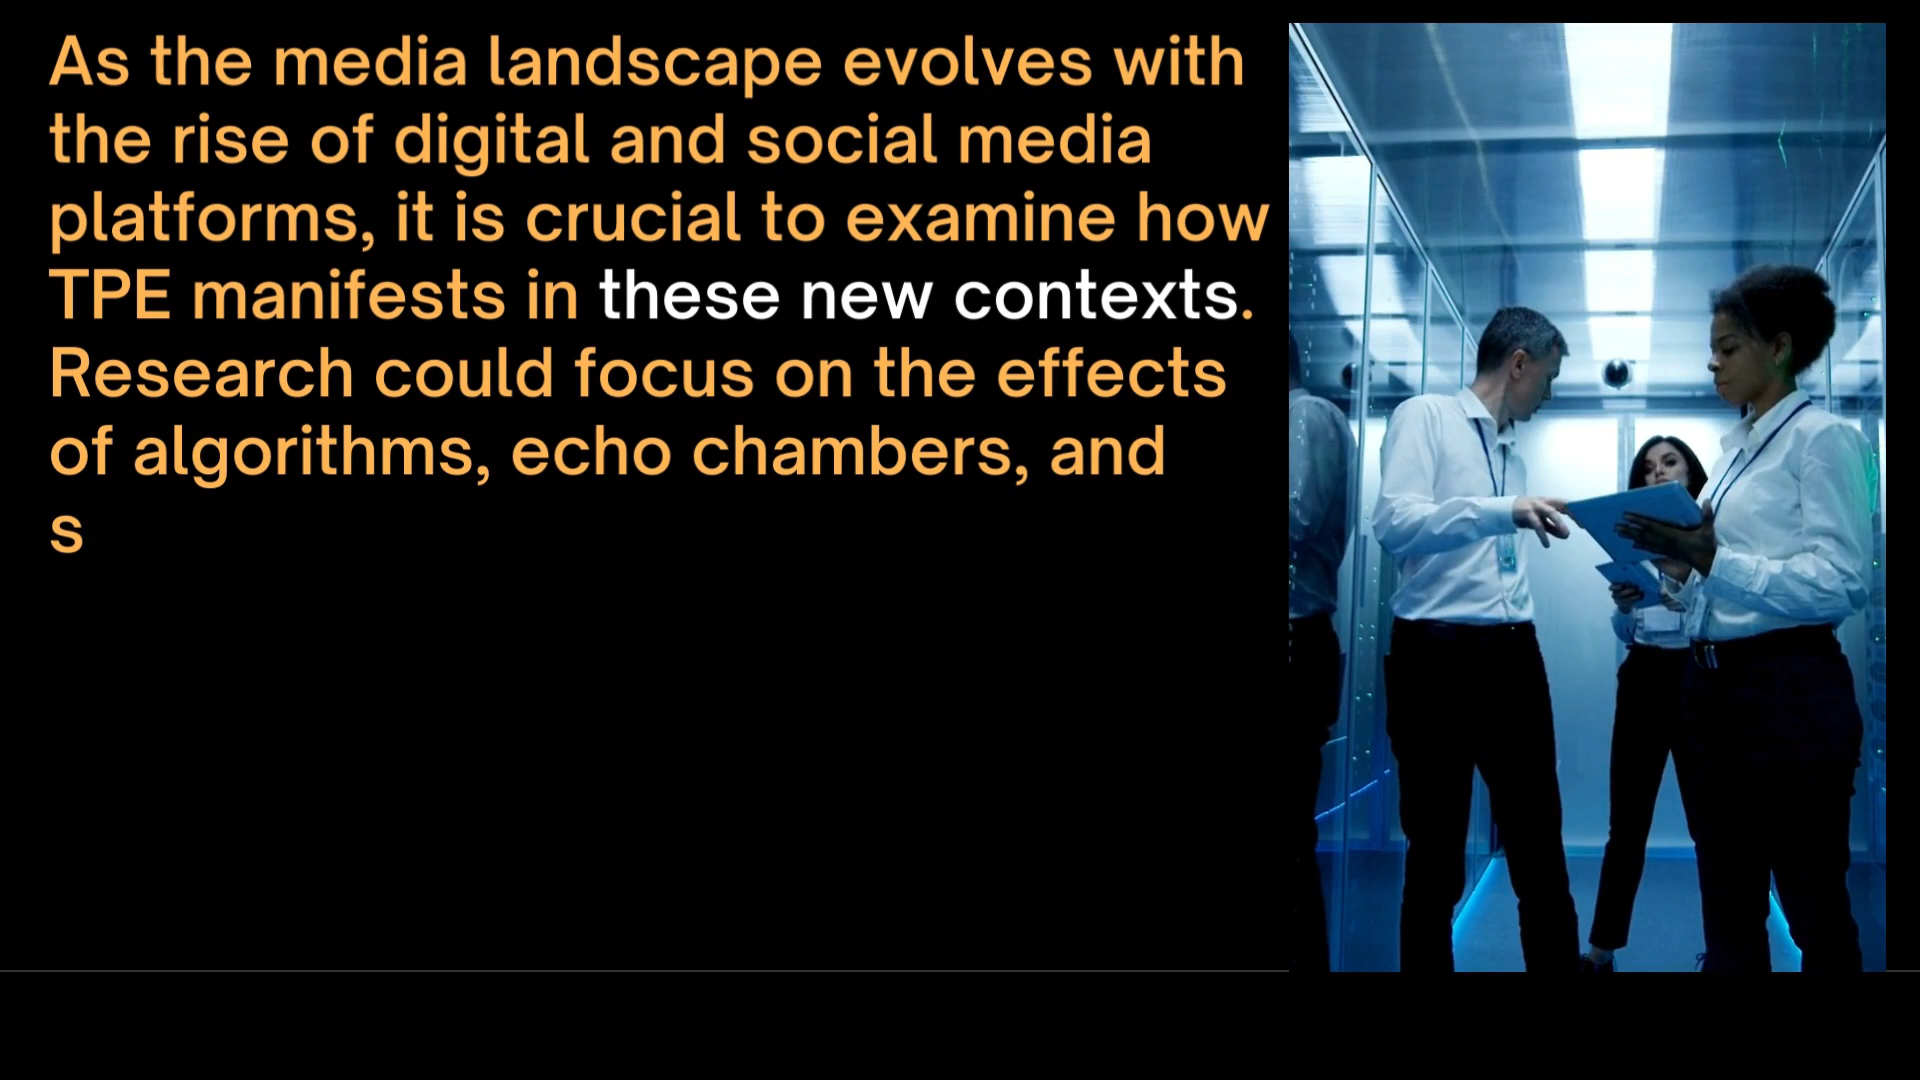 As the media landscape evolves with
the rise of digital and social media
platforms, it is crucial to examine how
TPE manifests in these new contexts.
Research could focus on the effects
of algorithms, echo chambers, and
s